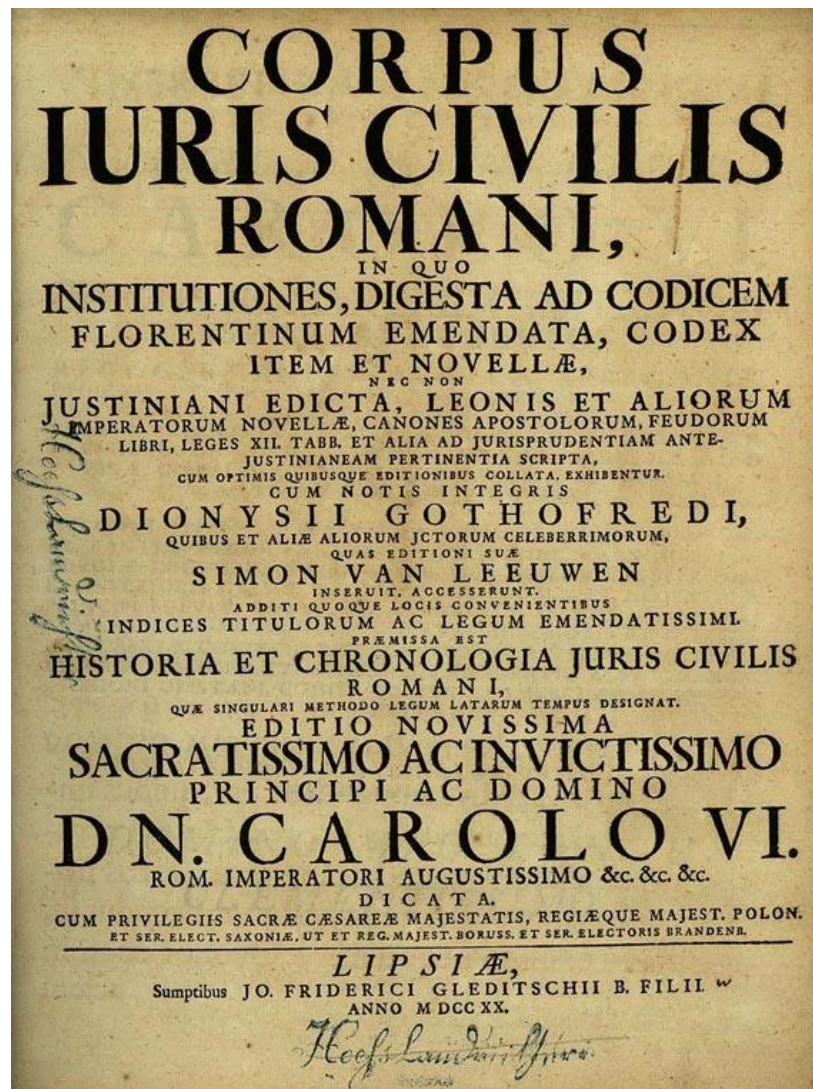 CORPUS
IURIS CIVILIS
ROMANI,
IN QUO
INSTITUTIONES, DIGESTA AD CODICEM
FLORENTINUM EMENDATA, CODEX
ITEM ET NOVELLÆ,
NEC NON
JUSTINIANI EDICTA, LEONIS ET ALIORUM
IMPERATORUM NOVELLÆ, CANONES APOSTOLORUM, FEUDORUM
LIBRI, LEGES XII. TABB. ET ALIA AD JURISPRUDENTIAM ANTE-
JUSTINIANEAM PERTINENTIA SCRIPTA,
CUM OPTIMIS QUIBUSQUE EDITIONIBUS COLLATA, EXHIBENTUR.
CUM NOTIS INTEGRIS
DIONYSII GOTHOFREDI,
QUIBUS ET ALIÆ ALIORUM JCTORUM CELEBERRIMORUM,
QUAS EDITIONI SUÆ
SIMON VAN LEEUWEN
INSERUIT, ACCESSERUNT.
ADDITI QUOQUE LOCIS CONVENIENTIBUS
INDICES TITULORUM AC LEGUM EMENDATISSIMI.
PRÆMISSA EST
HISTORIA ET CHRONOLOGIA JURIS CIVILIS
ROMANI,
QUÆ SINGULARI METHODO LEGUM LATARUM TEMPUS DESIGNAT.
EDITIO NOVISSIMA
SACRATISSIMO AC INVICTISSIMO
PRINCIPI AC DOMINO
DN. CAROLO VI.
ROM. IMPERATORI AUGUSTISSIMO &c. &c. &c.
DICATA.
CUM PRIVILEGIIS SACRÆ CÆSAREÆ MAJESTATIS, REGIÆQUE MAJEST. POLON.
ET SER. ELECT. SAXONIÆ, UT ET REG. MAJEST. BORUSS. ET SER. ELECTORIS BRANDENB.
LIPSIÆ,
Sumptibus JO. FRIDERICI GLEDITSCHII B. FILII.
ANNO M DCC XX.